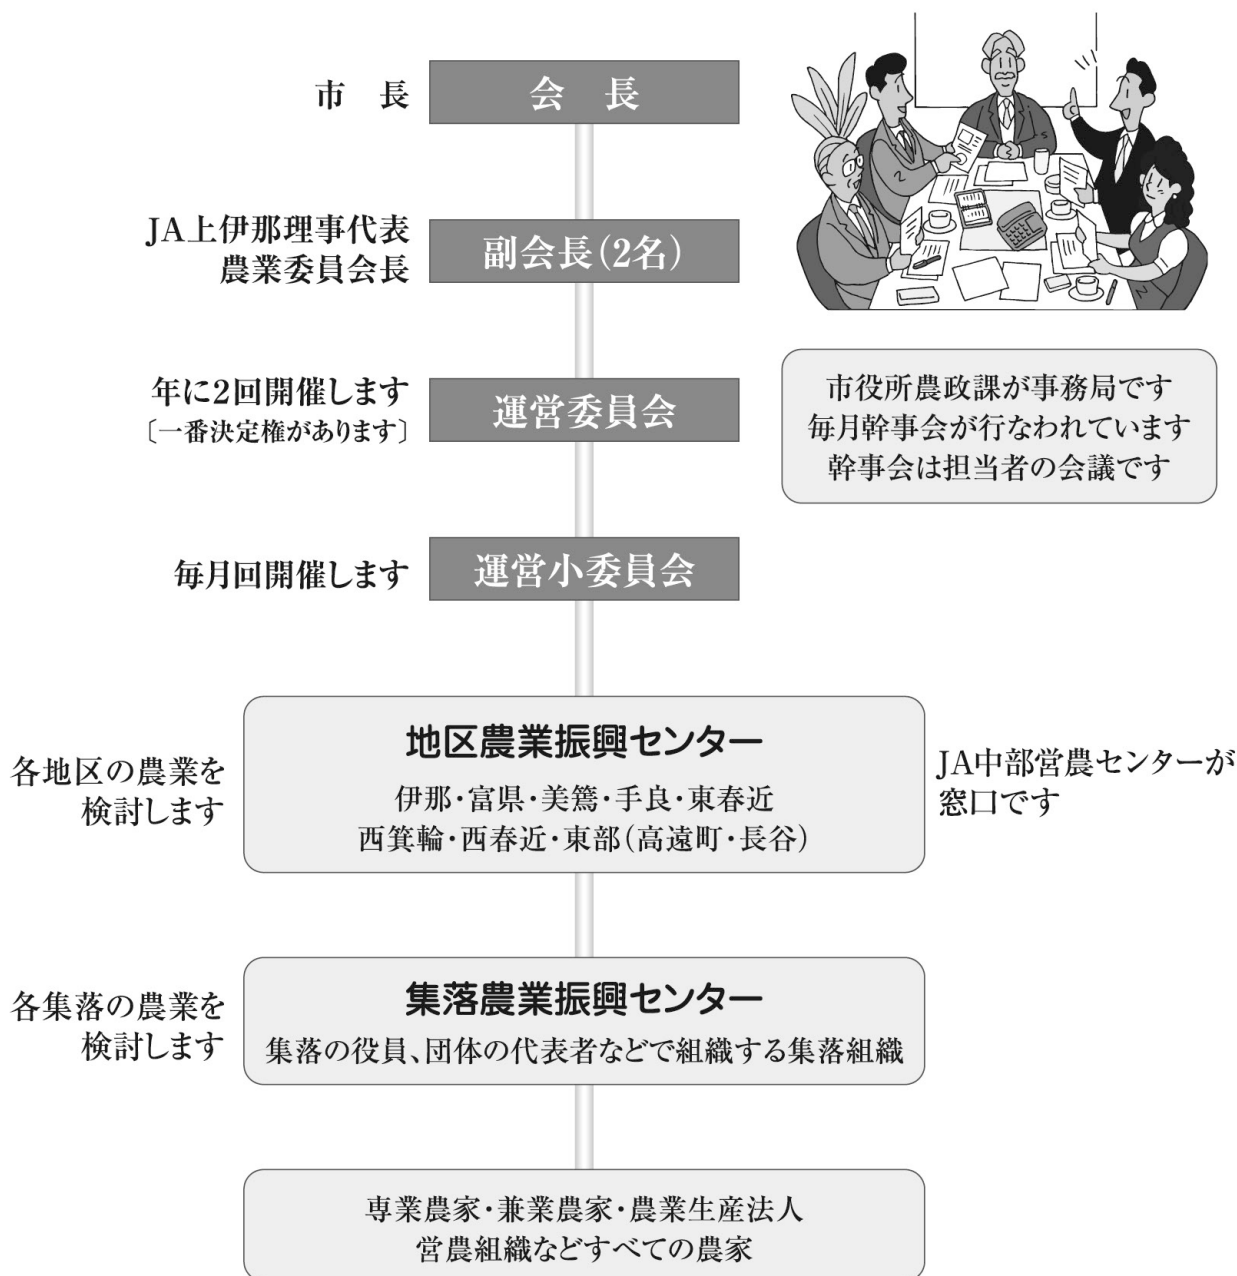 市　長
会　長
JA上伊那理事代表
農業委員会長
副会長(2名)
年に2回開催します
〔一番決定権があります〕
運営委員会
市役所農政課が事務局です
毎月幹事会が行なわれています
幹事会は担当者の会議です
毎月回開催します
運営小委員会
各地区の農業を
検討します
地区農業振興センター
伊那・富県・美篶・手良・東春近
西箕輪・西春近・東部(高遠町・長谷)
JA中部営農センターが
窓口です
各集落の農業を
検討します
集落農業振興センター
集落の役員、団体の代表者などで組織する集落組織
専業農家・兼業農家・農業生産法人
営農組織などすべての農家